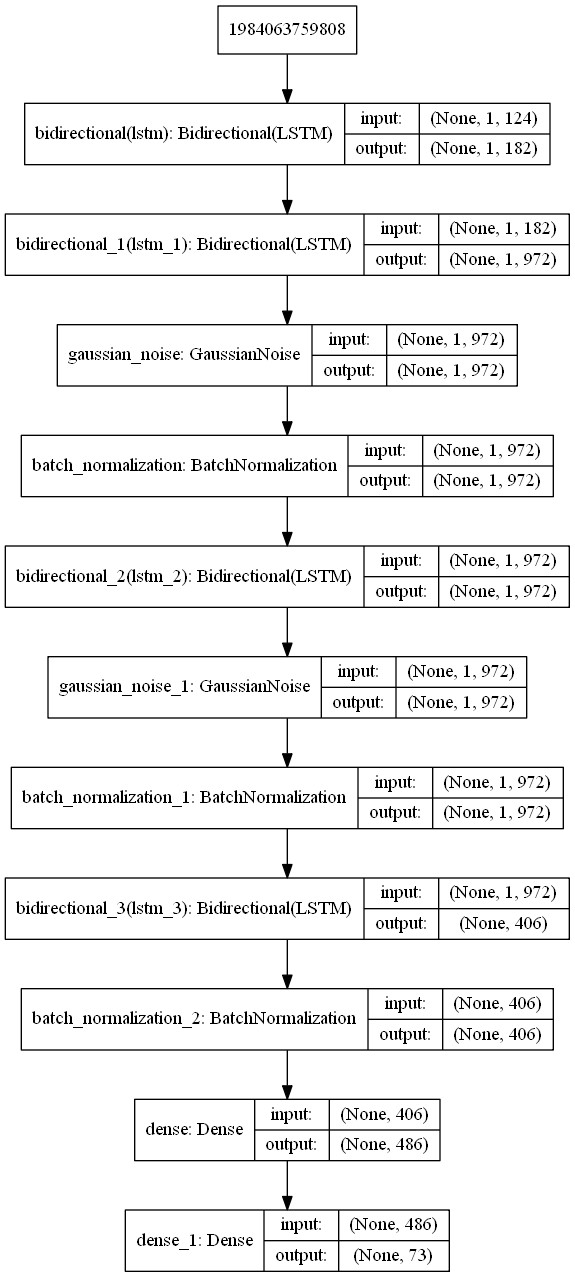 1984063759808
bidirectional(lstm): Bidirectional(LSTM)
input: (None, 1, 124)
output: (None, 1, 182)
bidirectional_1(lstm_1): Bidirectional(LSTM)
input: (None, 1, 182)
output: (None, 1, 972)
gaussian_noise: GaussianNoise
input: (None, 1, 972)
output: (None, 1, 972)
batch_normalization: BatchNormalization
input: (None, 1, 972)
output: (None, 1, 972)
bidirectional_2(lstm_2): Bidirectional(LSTM)
input: (None, 1, 972)
output: (None, 1, 972)
gaussian_noise_1: GaussianNoise
input: (None, 1, 972)
output: (None, 1, 972)
batch_normalization_1: BatchNormalization
input: (None, 1, 972)
output: (None, 1, 972)
bidirectional_3(lstm_3): Bidirectional(LSTM)
input: (None, 1, 972)
output: (None, 406)
batch_normalization_2: BatchNormalization
input: (None, 406)
output: (None, 406)
dense: Dense
input: (None, 406)
output: (None, 486)
dense_1: Dense
input: (None, 486)
output: (None, 73)